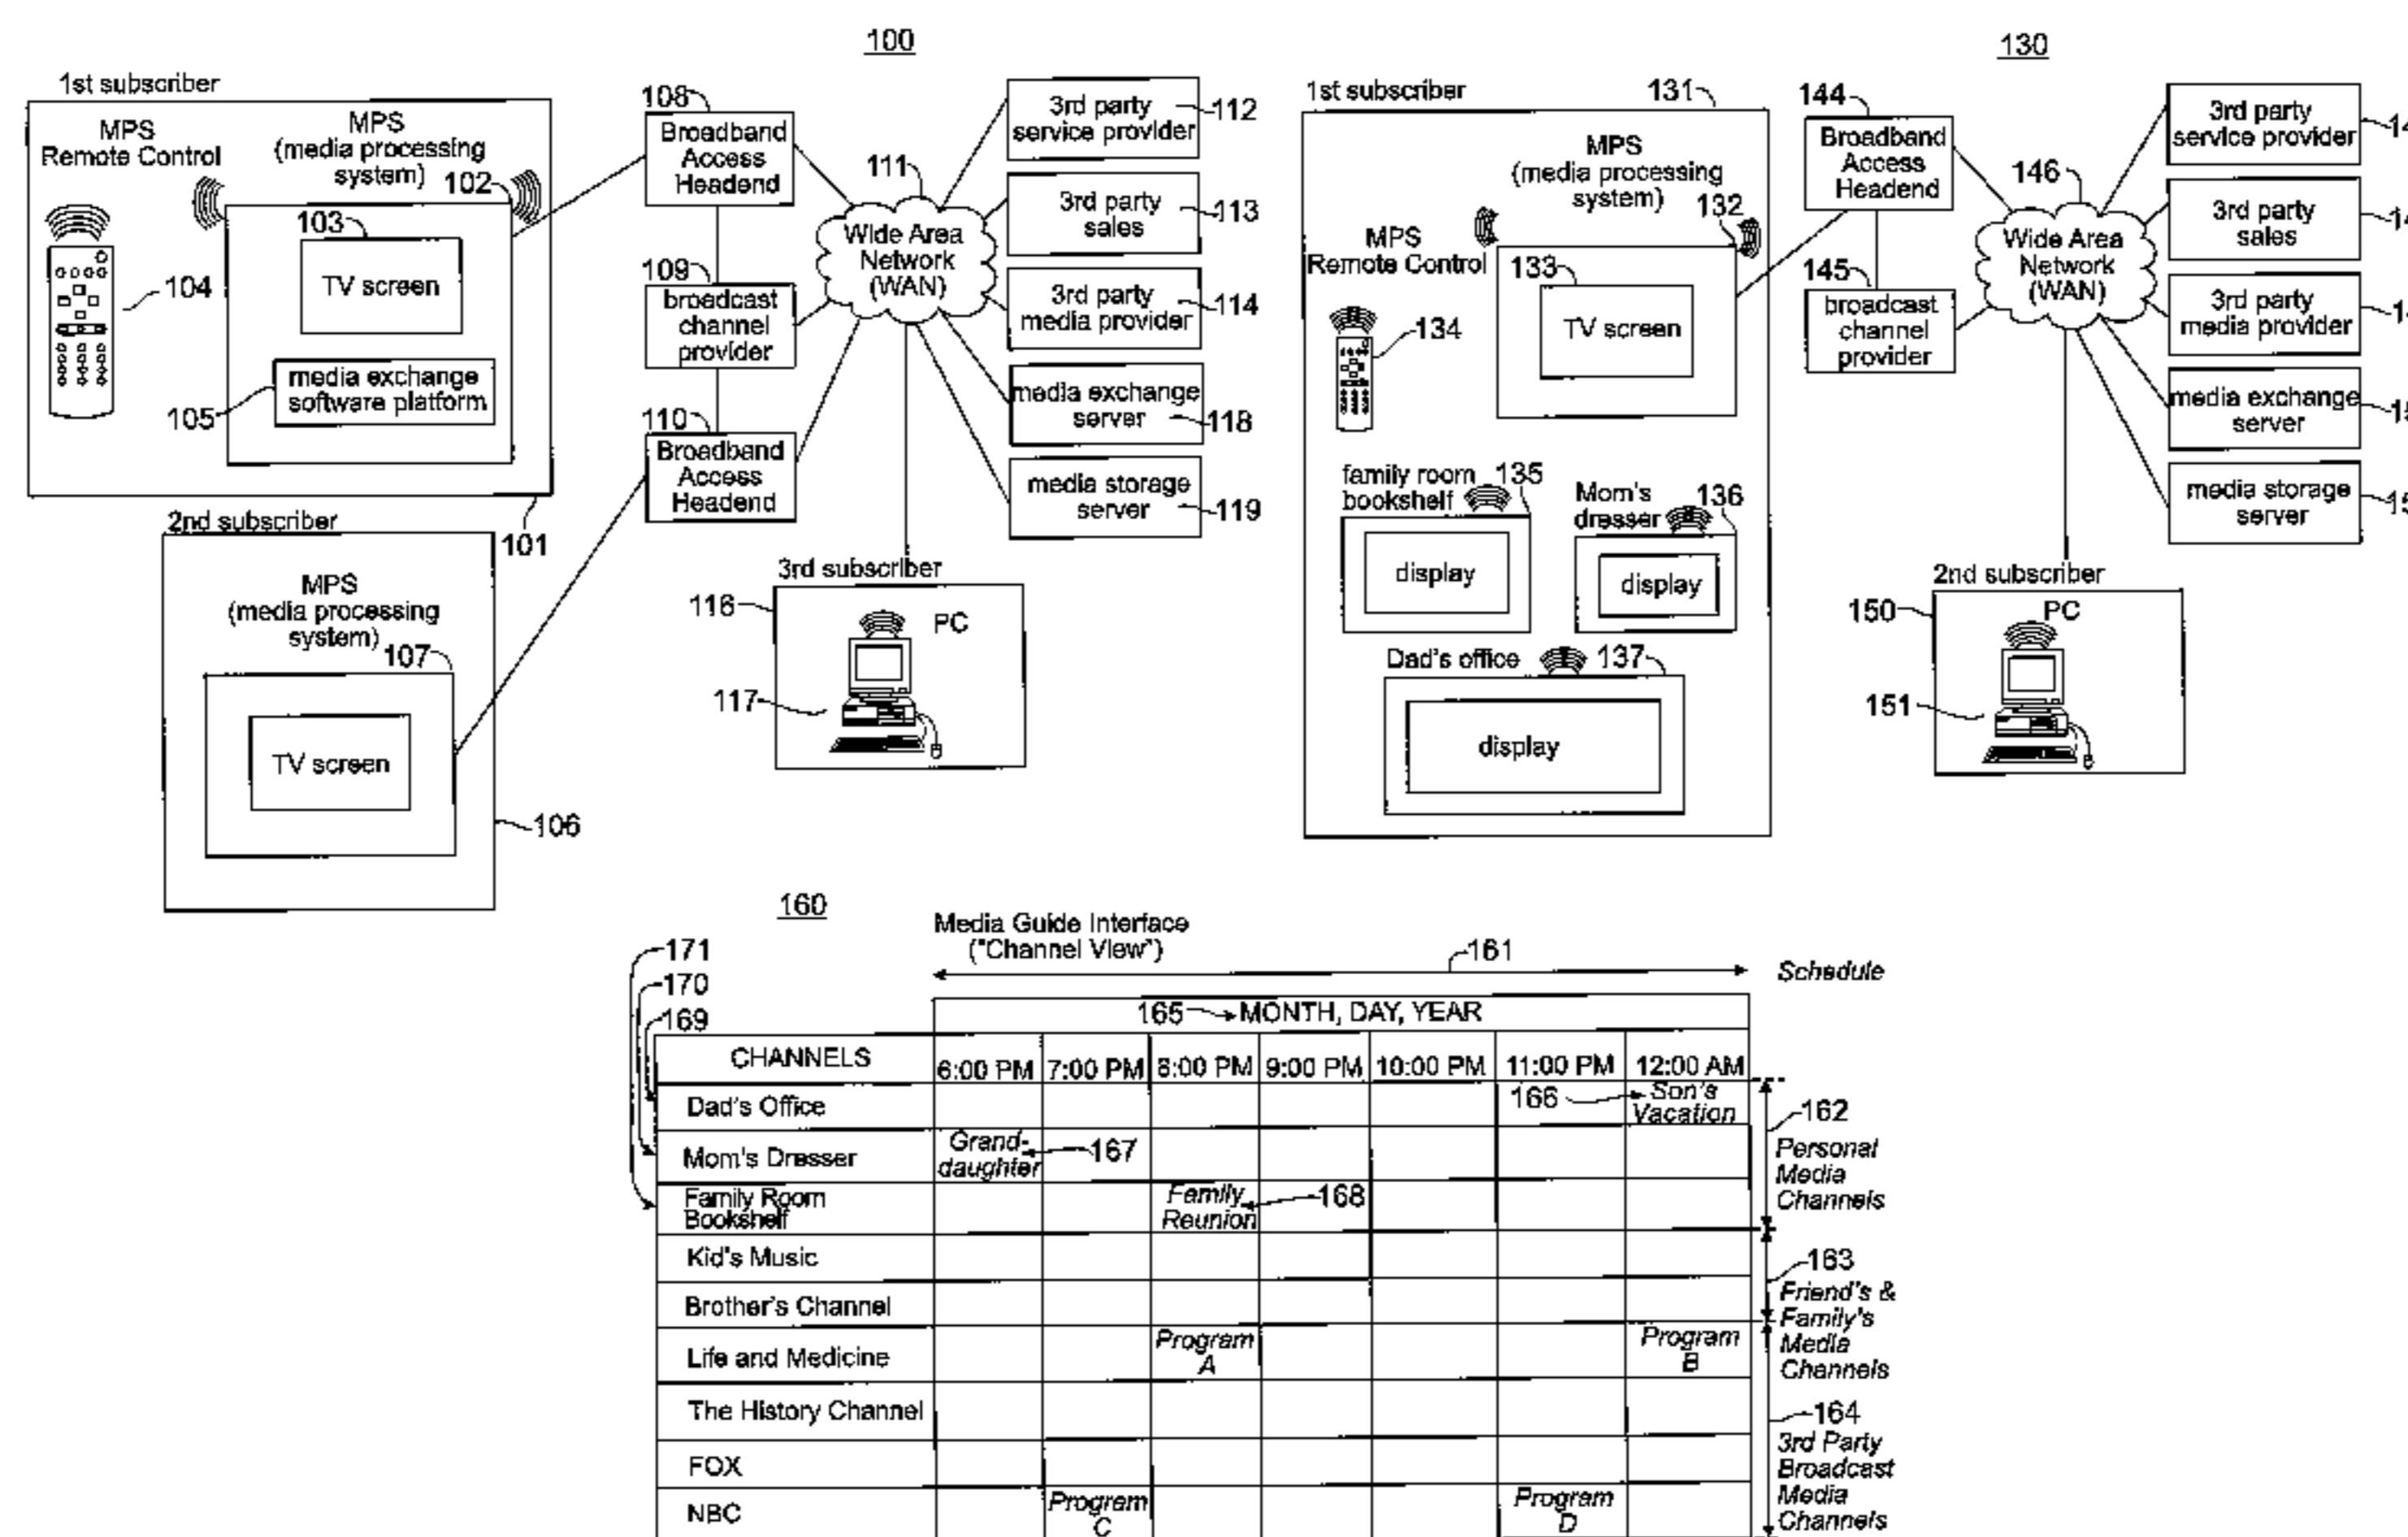 100
1st subscriber
MPS
Remote Control
MPS
(media processing
system)
102
103
TV screen
104
media exchange
software platform
105
101
2nd subscriber
MPS
(media processing
system)
107
TV screen
106
108
Broadband
Access
Headend
109
broadcast
channel
provider
110
Broadband
Access
Headend
111
Wide Area
Network
(WAN)
3rd party
service provider
112
3rd party
sales
113
3rd party
media provider
114
media exchange
server
118
media storage
server
119
3rd subscriber
116
PC
117
130
1st subscriber
131
MPS
(media processing
system)
132
MPS
Remote Control
133
TV screen
134
family room
bookshelf
135
display
Mom's
dresser
136
display
Dad's office
137
display
144
Broadband
Access
Headend
145
broadcast
channel
provider
146
Wide Area
Network
(WAN)
3rd party
service provider
3rd party
sales
3rd party
media provider
media exchange
server
media storage
server
2nd subscriber
150
PC
151
160
Media Guide Interface
("Channel View")
161
Schedule
171
170
169
165 MONTH, DAY, YEAR
CHANNELS 6:00 PM 7:00 PM 8:00 PM 9:00 PM 10:00 PM 11:00 PM 12:00 AM
Dad's Office 166 Son's
Vacation
Mom's Dresser Grand-
daughter 167
Family Room
Bookshelf
Family
Reunion 168
Kid's Music
Brother's Channel
Life and Medicine Program
A
Program
B
The History Channel
FOX
NBC Program
C
Program
D
162
Personal
Media
Channels
163
Friend's &
Family's
Media
Channels
164
3rd Party
Broadcast
Media
Channels